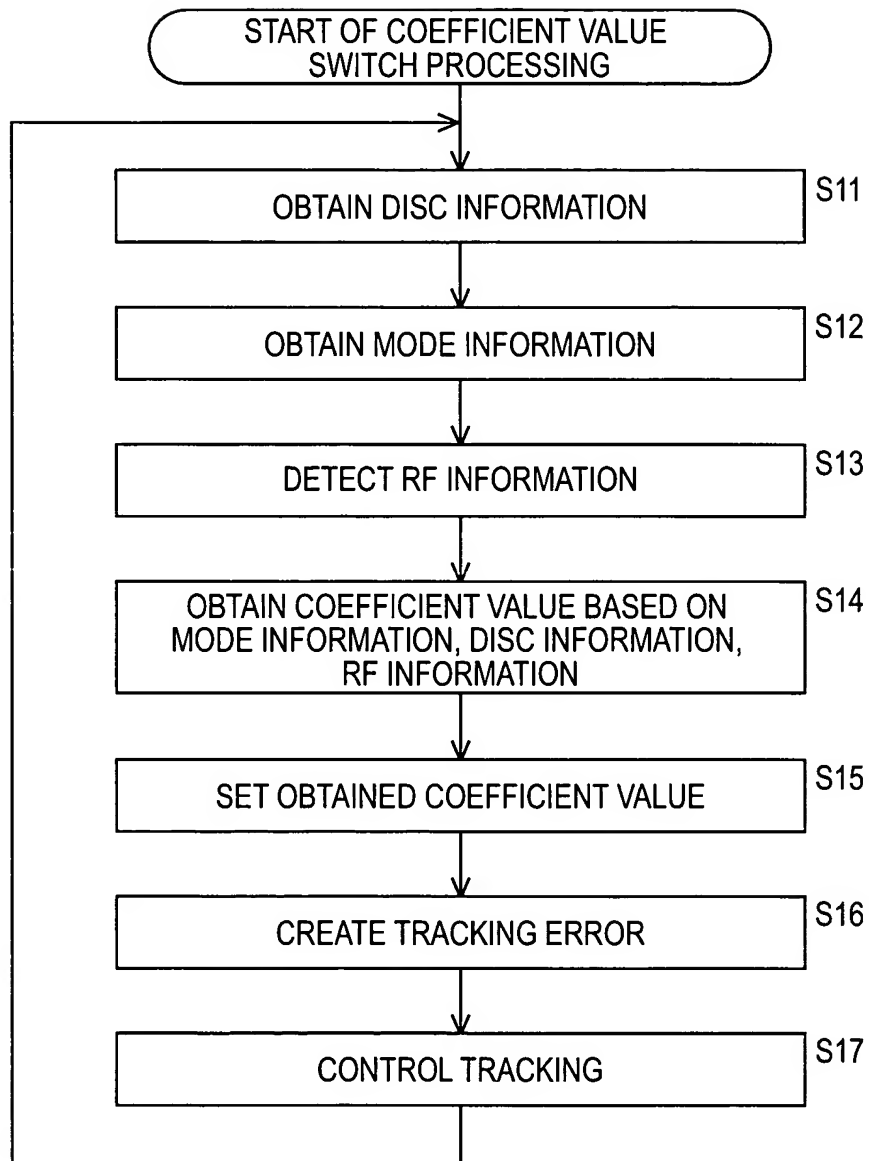 START OF COEFFICIENT VALUE
SWITCH PROCESSING
S11
OBTAIN DISC INFORMATION
S12
OBTAIN MODE INFORMATION
S13
DETECT RF INFORMATION
S14
OBTAIN COEFFICIENT VALUE BASED ON
MODE INFORMATION, DISC INFORMATION,
RF INFORMATION
S15
SET OBTAINED COEFFICIENT VALUE
S16
CREATE TRACKING ERROR
S17
CONTROL TRACKING